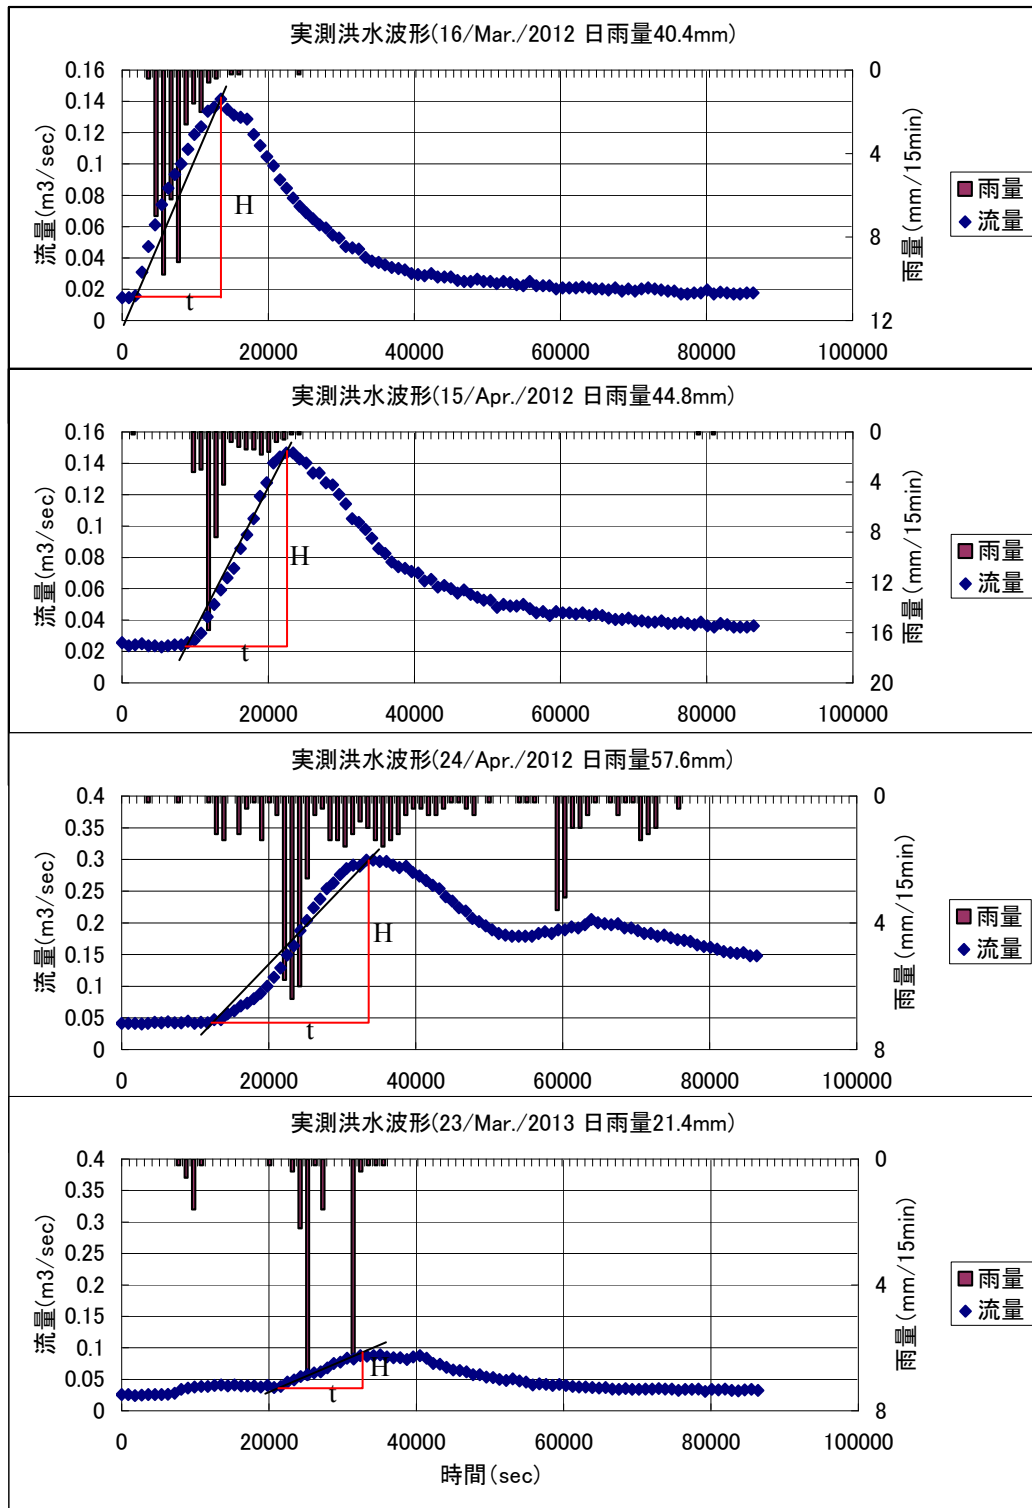 実測洪水波形(16/Mar./2012 日雨量40.4mm)
0.16
0.14
0.12
0.1
0.08
0.06
0.04
0.02
0
流量(m3/sec)
0
4
8
12
雨量(mm/15min)
H
t
0 20000 40000 60000 80000 100000
雨量
流量
実測洪水波形(15/Apr./2012 日雨量44.8mm)
0.16
0.14
0.12
0.1
0.08
0.06
0.04
0.02
0
流量(m3/sec)
0
4
8
12
16
20
雨量(mm/15min)
H
t
0 20000 40000 60000 80000 100000
雨量
流量
実測洪水波形(24/Apr./2012 日雨量57.6mm)
0.4
0.35
0.3
0.25
0.2
0.15
0.1
0.05
0
流量(m3/sec)
0
4
8
雨量(mm/15min)
H
t
0 20000 40000 60000 80000 100000
雨量
流量
実測洪水波形(23/Mar./2013 日雨量21.4mm)
0.4
0.35
0.3
0.25
0.2
0.15
0.1
0.05
0
流量(m3/sec)
0
4
8
雨量(mm/15min)
H
t
0 20000 40000 60000 80000 100000
時間(sec)
雨量
流量